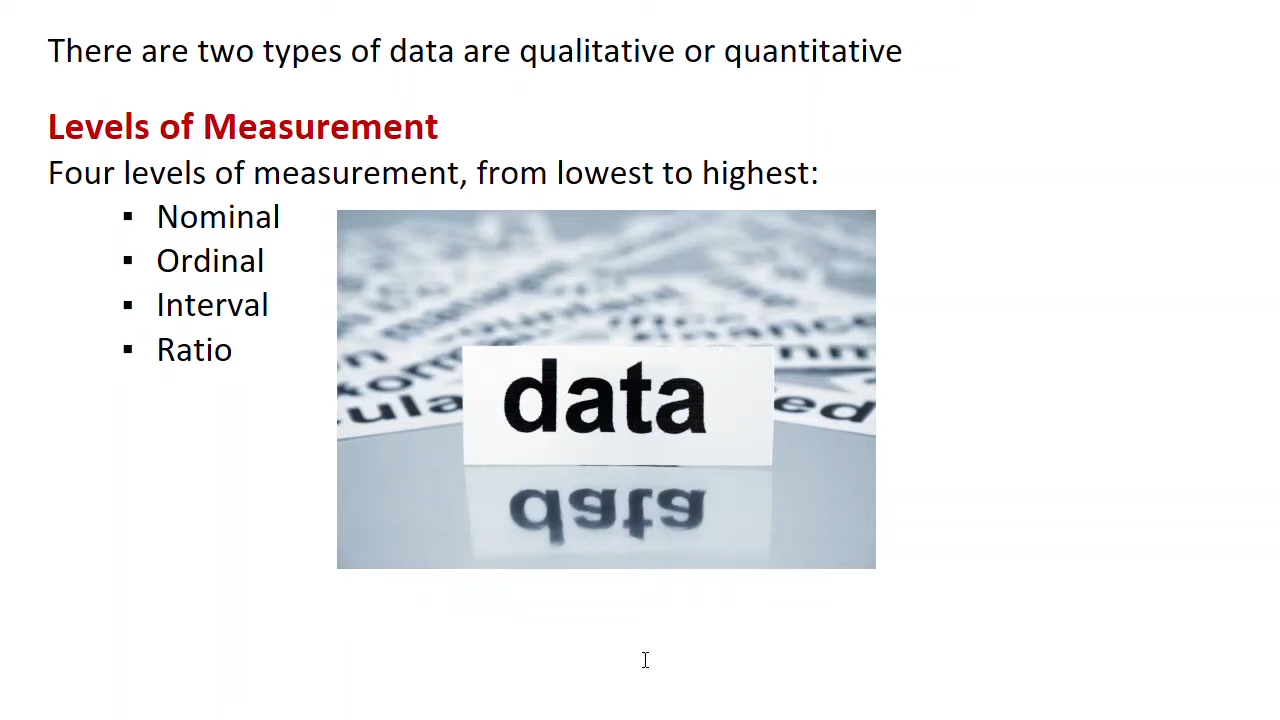 There are two types of data are qualitative or quantitative
Levels of Measurement
Four levels of measurement, from lowest to highest:
▪ Nominal
▪ Ordinal
▪ Interval
▪ Ratio
data